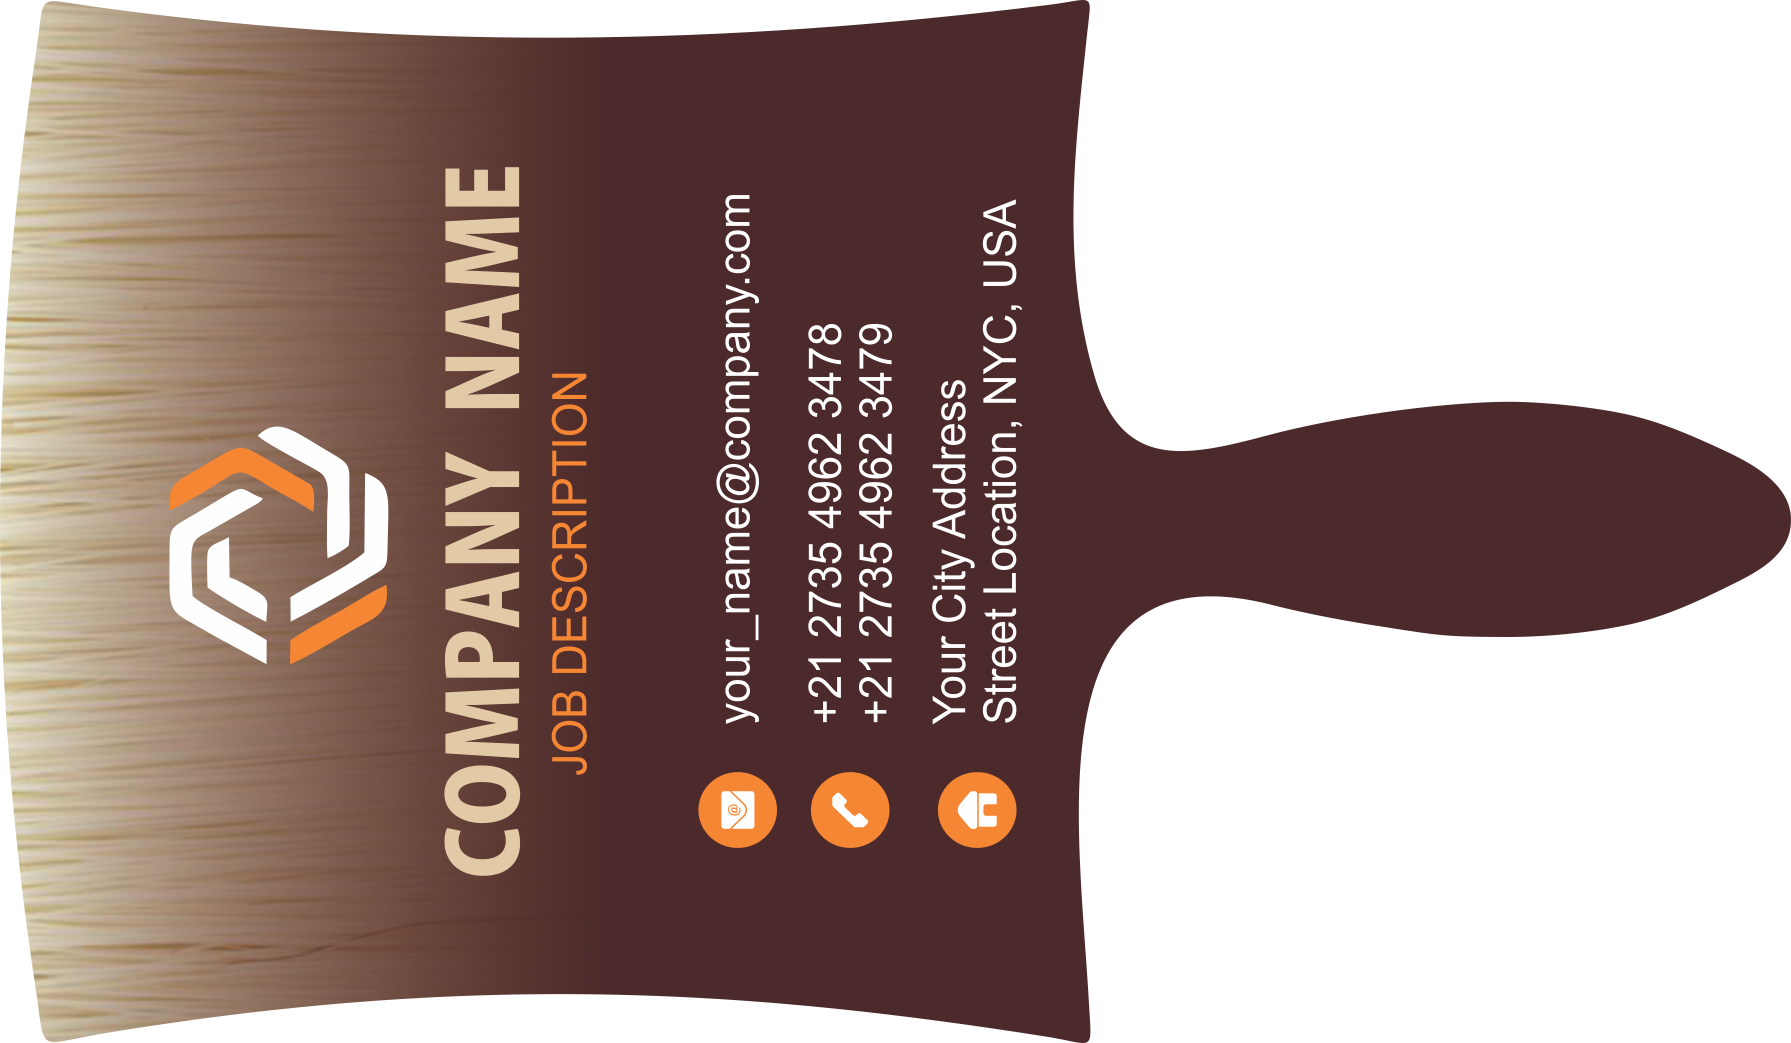 COMPANY NAME
JOB DESCRIPTION
your_name@company.com
+21 2735 4962 3478
+21 2735 4962 3479
Your City Address
Street Location, NYC, USA